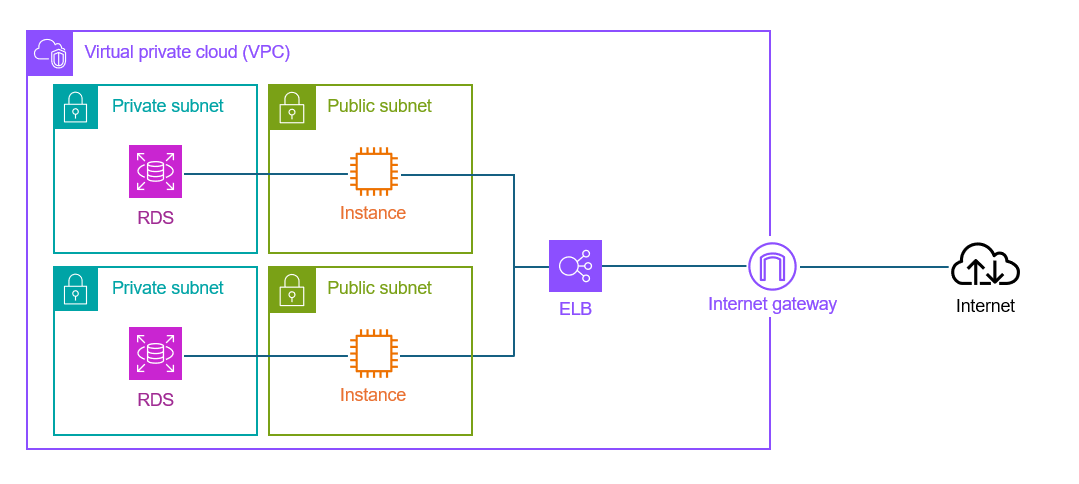 Virtual private cloud (VPC)
Private subnet
Public subnet
RDS
Instance
Private subnet
Public subnet
RDS
Instance
ELB
Internet gateway
Internet